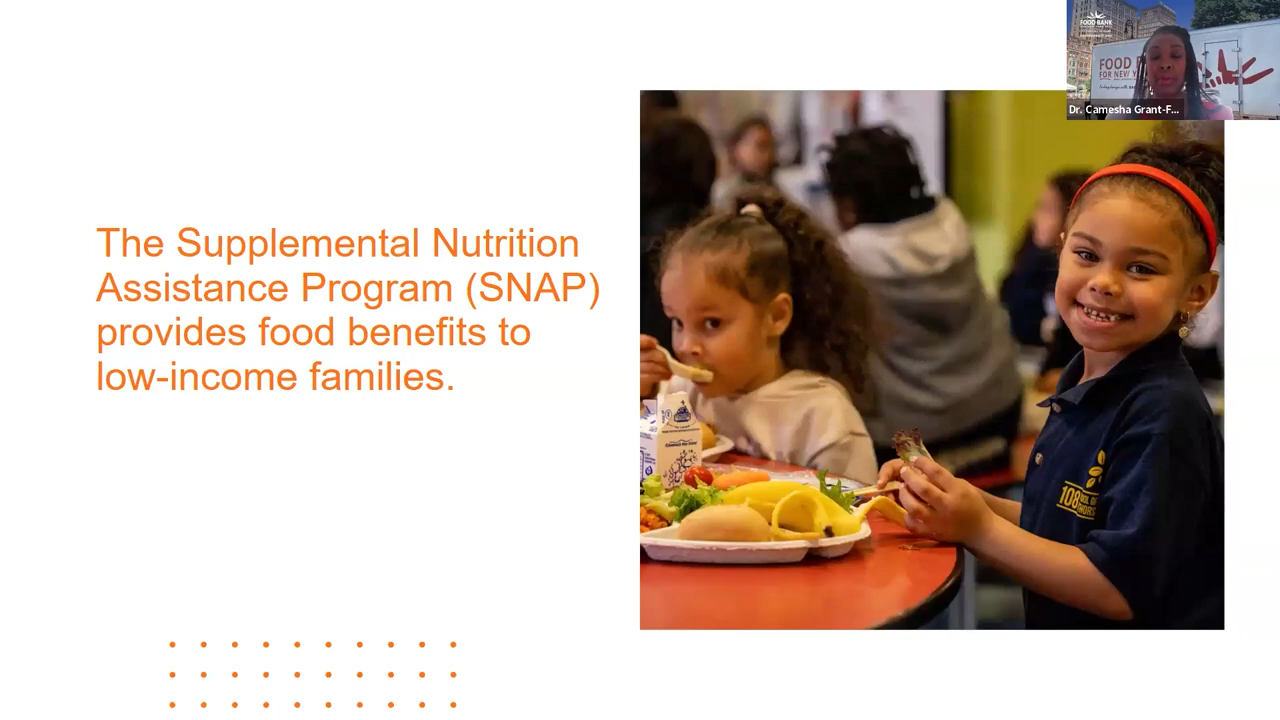 The Supplemental Nutrition
Assistance Program (SNAP)
provides food benefits to
low-income families.
FOOD BANK
FOOD
FOR NEW
Dr. Camesha Grant-F...
108